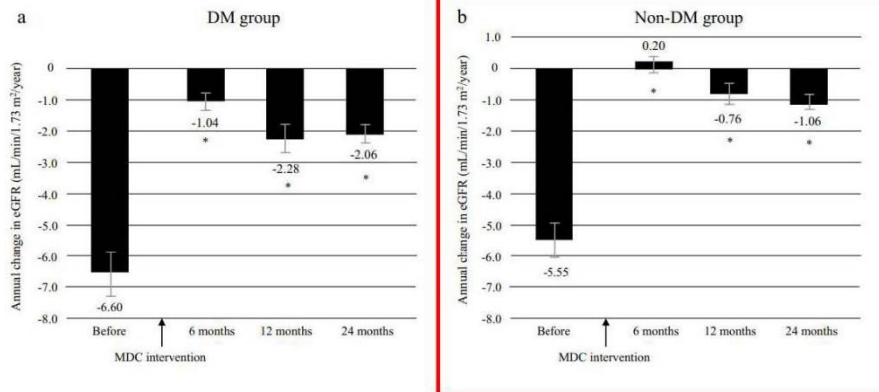 a
DM group
Annual change in eGFR (mL/min/1.73 m²/year)
0
-1.0
-2.0
-3.0
-4.0
-5.0
-6.0
-7.0
-8.0
-6.60
-1.04
*
-2.28
*
-2.06
*
Before
6 months
12 months
24 months
MDC intervention
b
Non-DM group
Annual change in eGFR (mL/min/1.73 m²/year)
1.0
0
-1.0
-2.0
-3.0
-4.0
-5.0
-6.0
-7.0
-8.0
-5.55
0.20
*
-0.76
*
-1.06
*
Before
6 months
12 months
24 months
MDC intervention